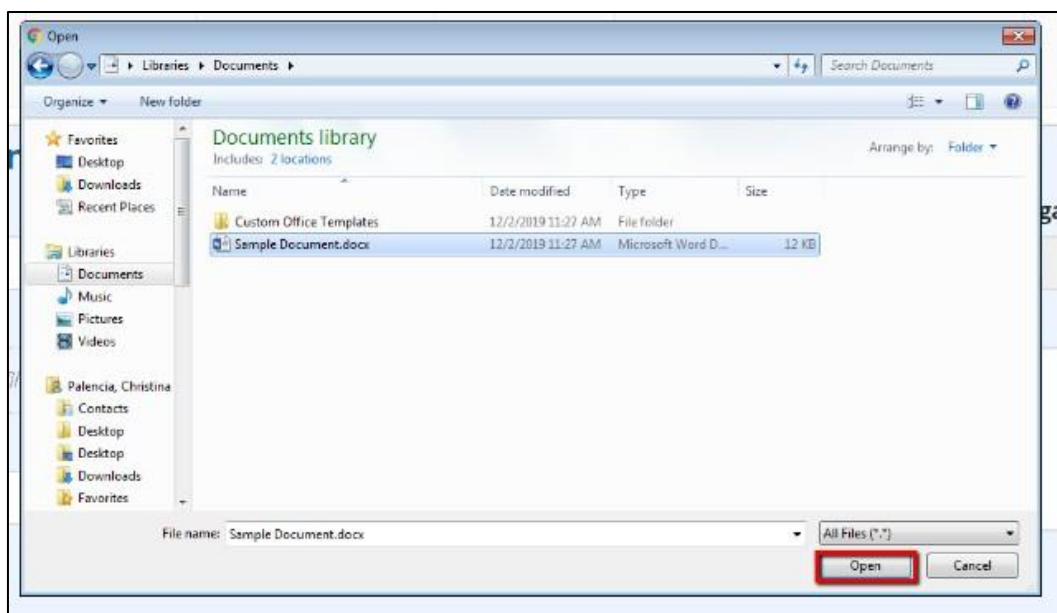 Open
Libraries Documents
Search Documents
Organize New folder
Favorites
Desktop
Downloads
Recent Places
Libraries
Documents
Music
Pictures
Videos
Palencia, Christina
Contacts
Desktop
Desktop
Downloads
Favorites
Documents library
Includes: 2 locations
Arrange by: Folder
Name Date modified Type Size
Custom Office Templates 12/2/2019 11:27 AM File folder
Sample Document.docx 12/2/2019 11:27 AM Microsoft Word D... 12 KB
File name: Sample Document.docx All Files (*.*)
Open Cancel